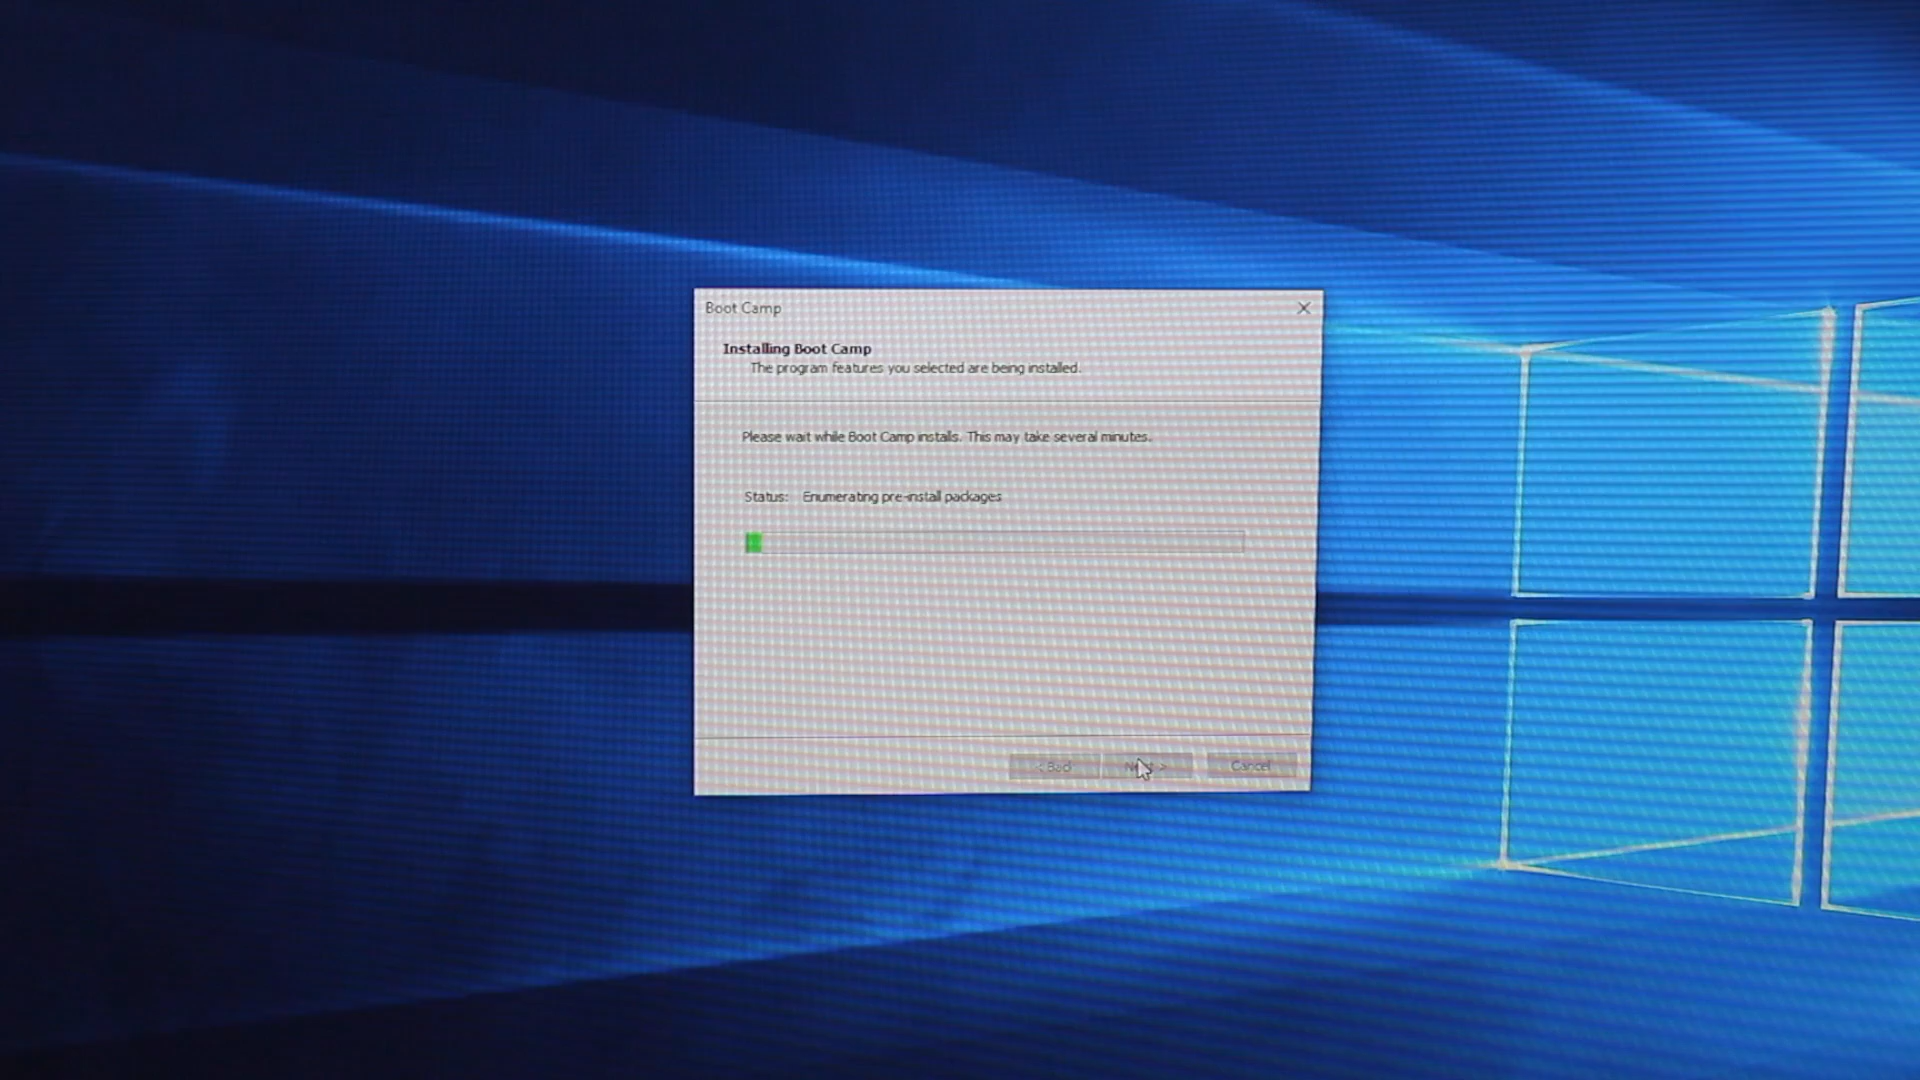 Boot Camp
Installing Boot Camp
The program features you selected are being installed.
Please wait while Boot Camp installs. This may take several minutes.
Status: Enumerating pre-install packages
< Back
Next >
Cancel